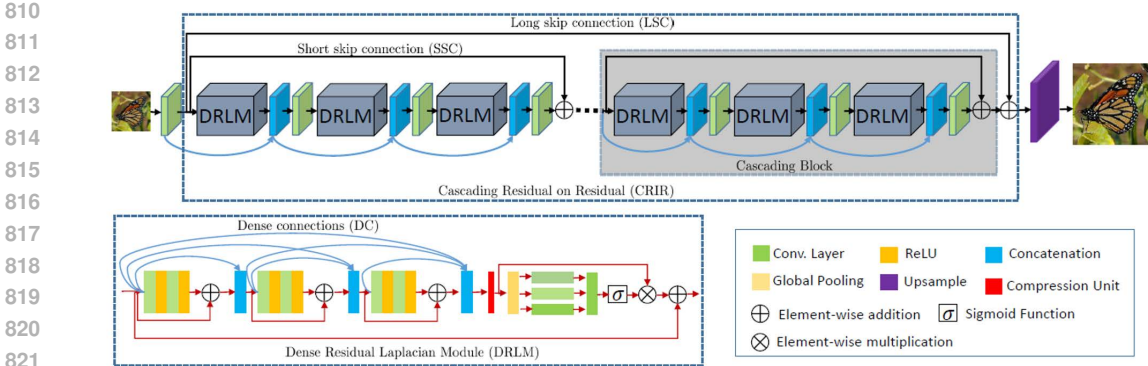 810
811
812
813
814
815
816
817
818
819
820
821
Long skip connection (LSC)
Short skip connection (SSC)
DRLM
DRLM
DRLM
DRLM
DRLM
DRLM
Cascading Block
Cascading Residual on Residual (CRIR)
Dense connections (DC)
σ
Dense Residual Laplacian Module (DRLM)
Conv. Layer
ReLU
Concatenation
Global Pooling
Upsample
Compression Unit
Element-wise addition
σ Sigmoid Function
Element-wise multiplication